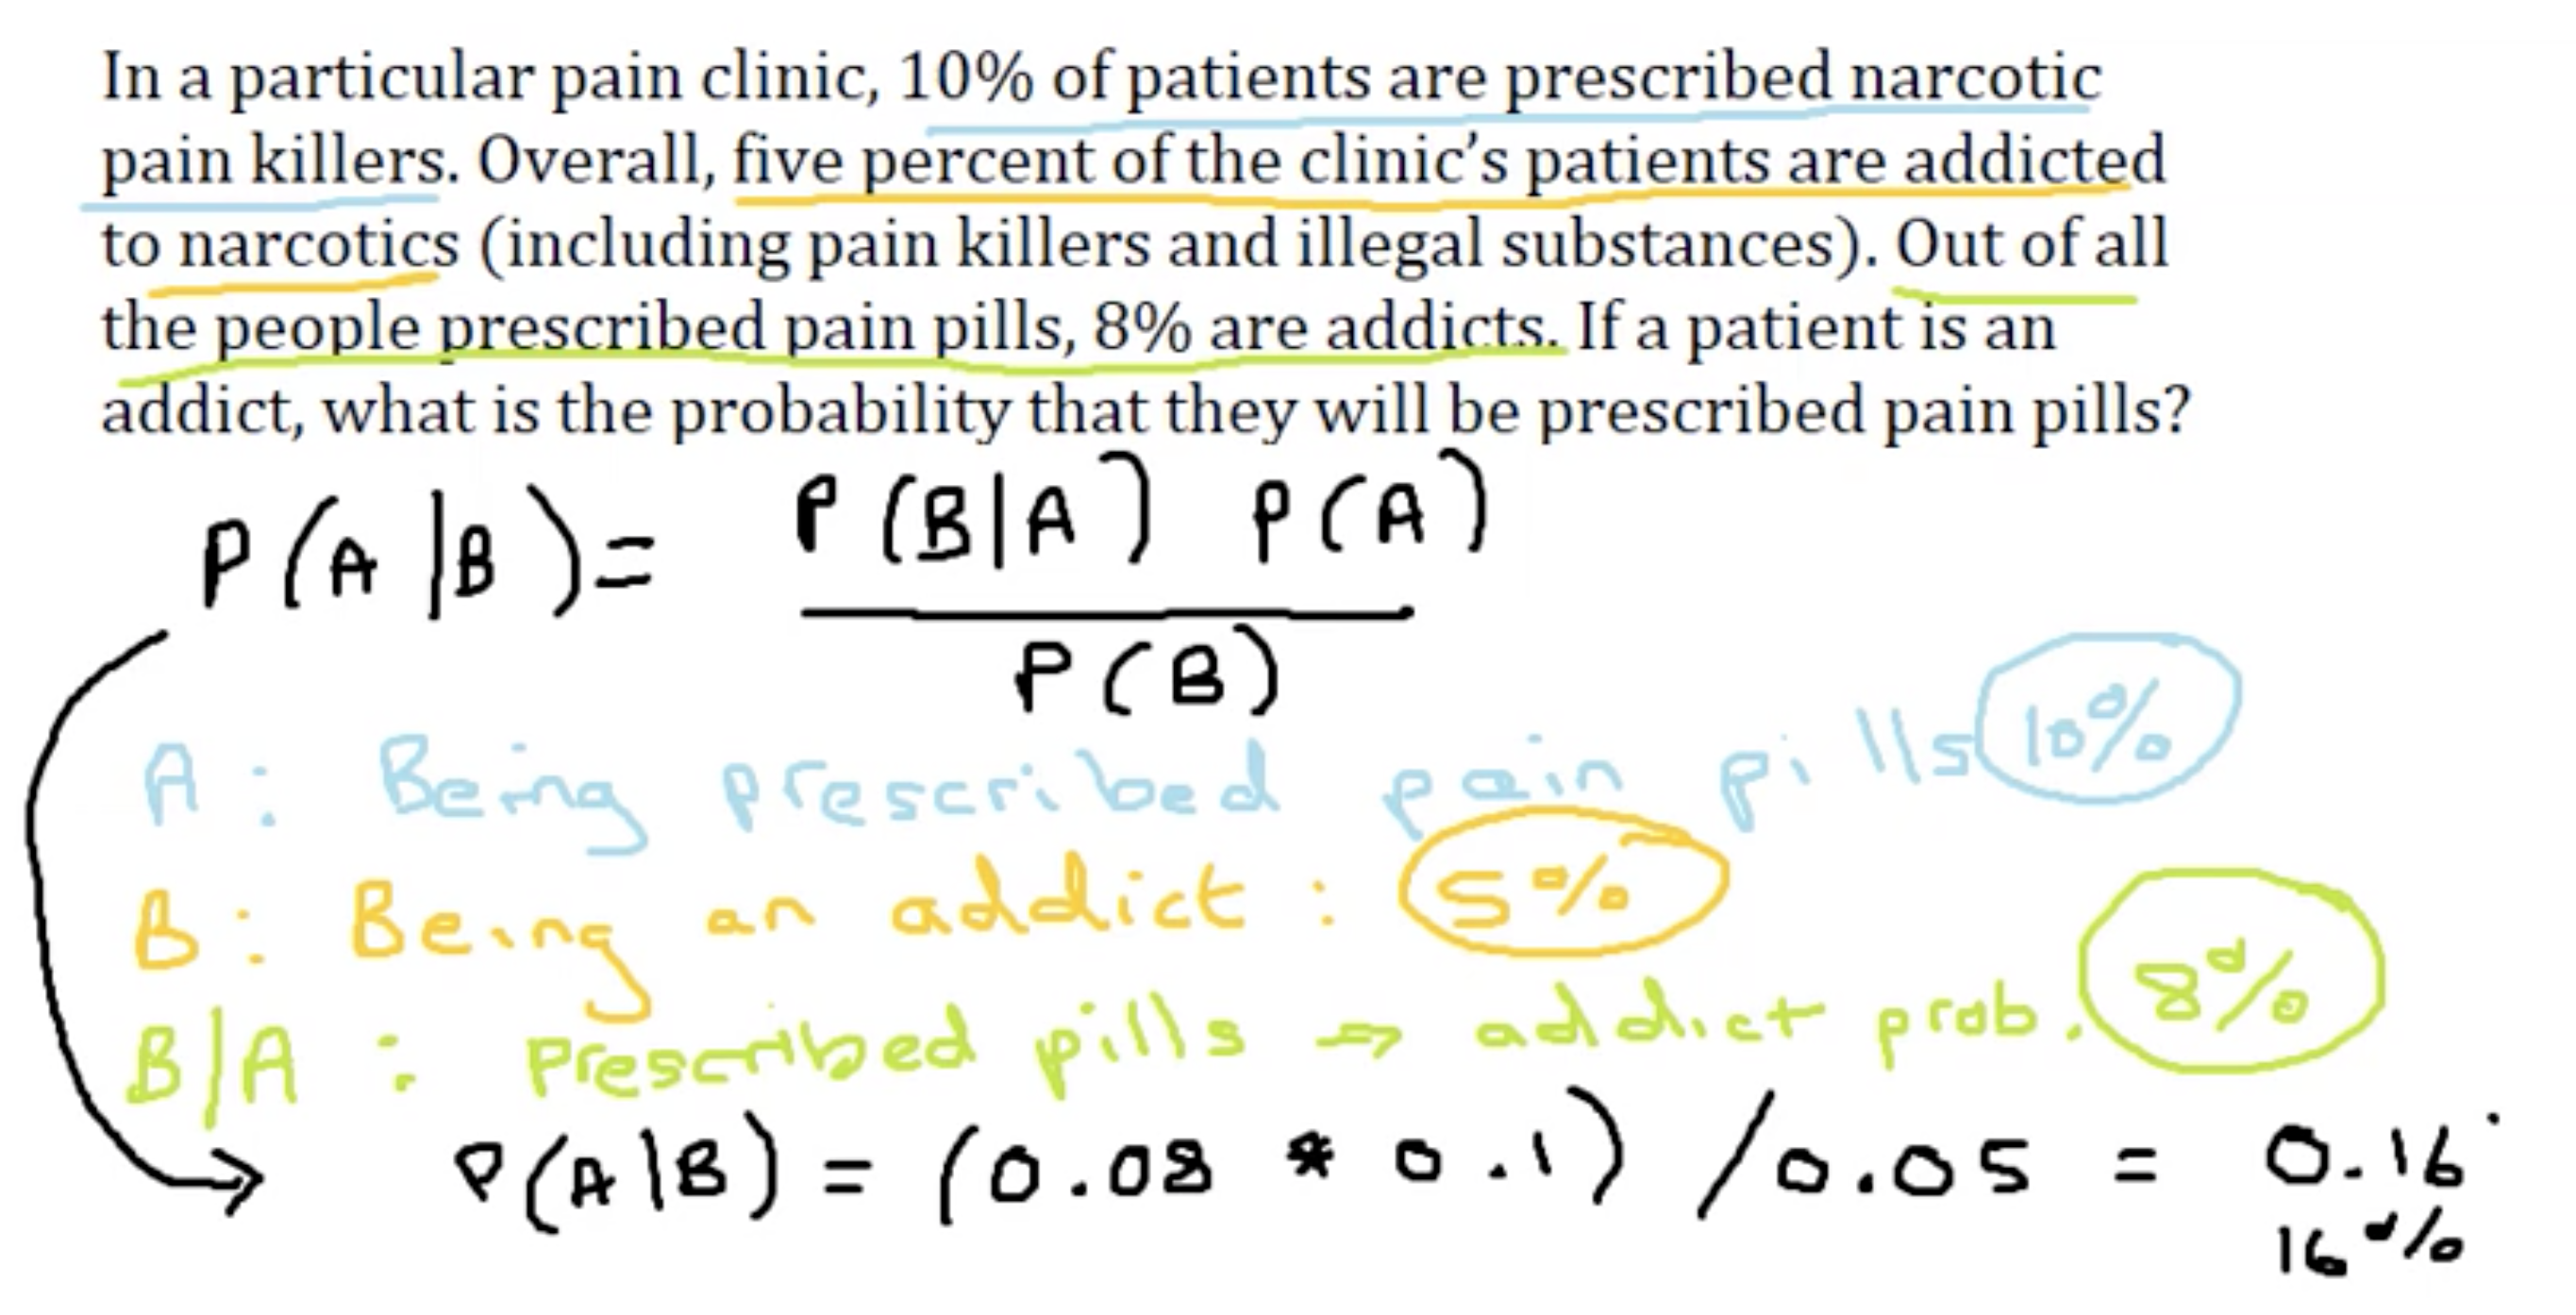 In a particular pain clinic, 10% of patients are prescribed narcotic
pain killers. Overall, five percent of the clinic’s patients are addicted
to narcotics (including pain killers and illegal substances). Out of all
the people prescribed pain pills, 8% are addicts. If a patient is an
addict, what is the probability that they will be prescribed pain pills?
P(B|A) P(A)
P(A|B)=
P(B)
A: Being prescribed pain pills 10%
B: Being an addict: 5%
B|A: Prescribed pills ⇒ addict prob. 8%
P(A|B) = (0.08 * 0.1) / 0.05 = 0.16
16%